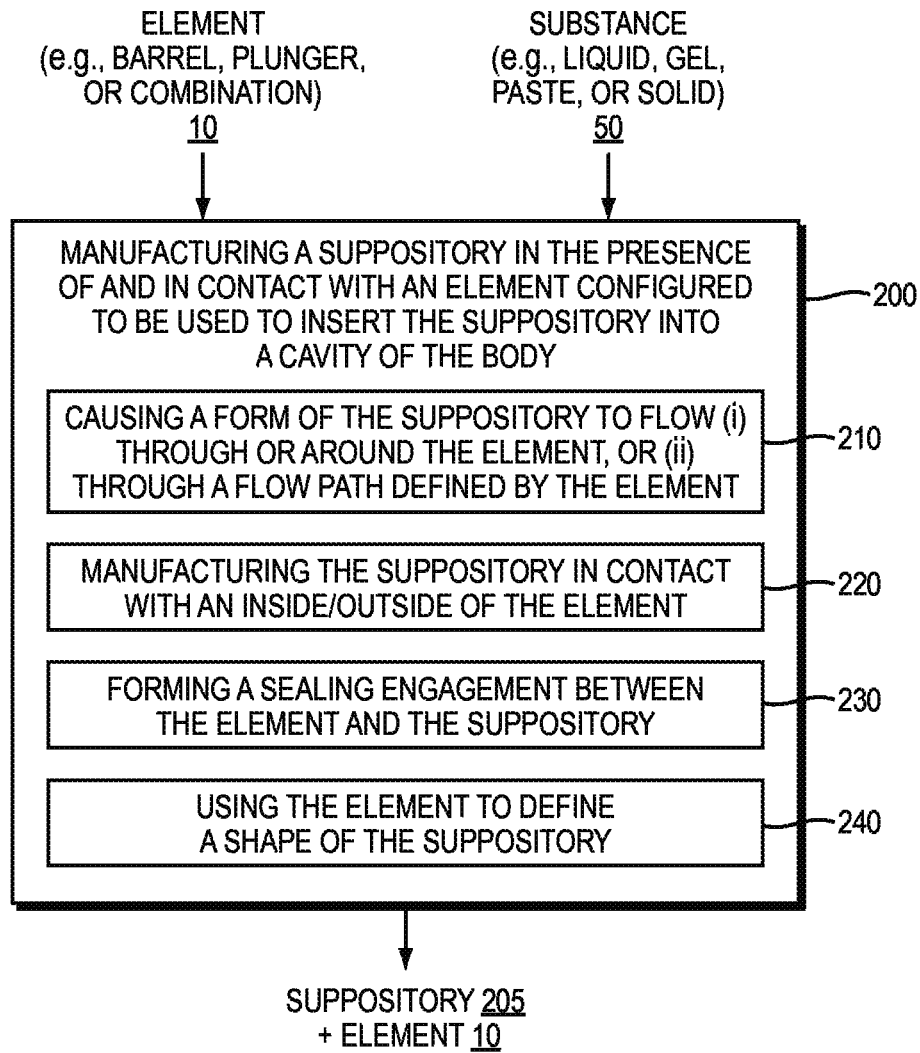 ELEMENT
(e.g., BARREL, PLUNGER,
OR COMBINATION)
10
SUBSTANCE
(e.g., LIQUID, GEL,
PASTE, OR SOLID)
50
MANUFACTURING A SUPPOSITORY IN THE PRESENCE
OF AND IN CONTACT WITH AN ELEMENT CONFIGURED
TO BE USED TO INSERT THE SUPPOSITORY INTO
A CAVITY OF THE BODY
200
CAUSING A FORM OF THE SUPPOSITORY TO FLOW (i)
THROUGH OR AROUND THE ELEMENT, OR (ii)
THROUGH A FLOW PATH DEFINED BY THE ELEMENT
210
MANUFACTURING THE SUPPOSITORY IN CONTACT
WITH AN INSIDE/OUTSIDE OF THE ELEMENT
220
FORMING A SEALING ENGAGEMENT BETWEEN
THE ELEMENT AND THE SUPPOSITORY
230
USING THE ELEMENT TO DEFINE
A SHAPE OF THE SUPPOSITORY
240
SUPPOSITORY 205
+ ELEMENT 10